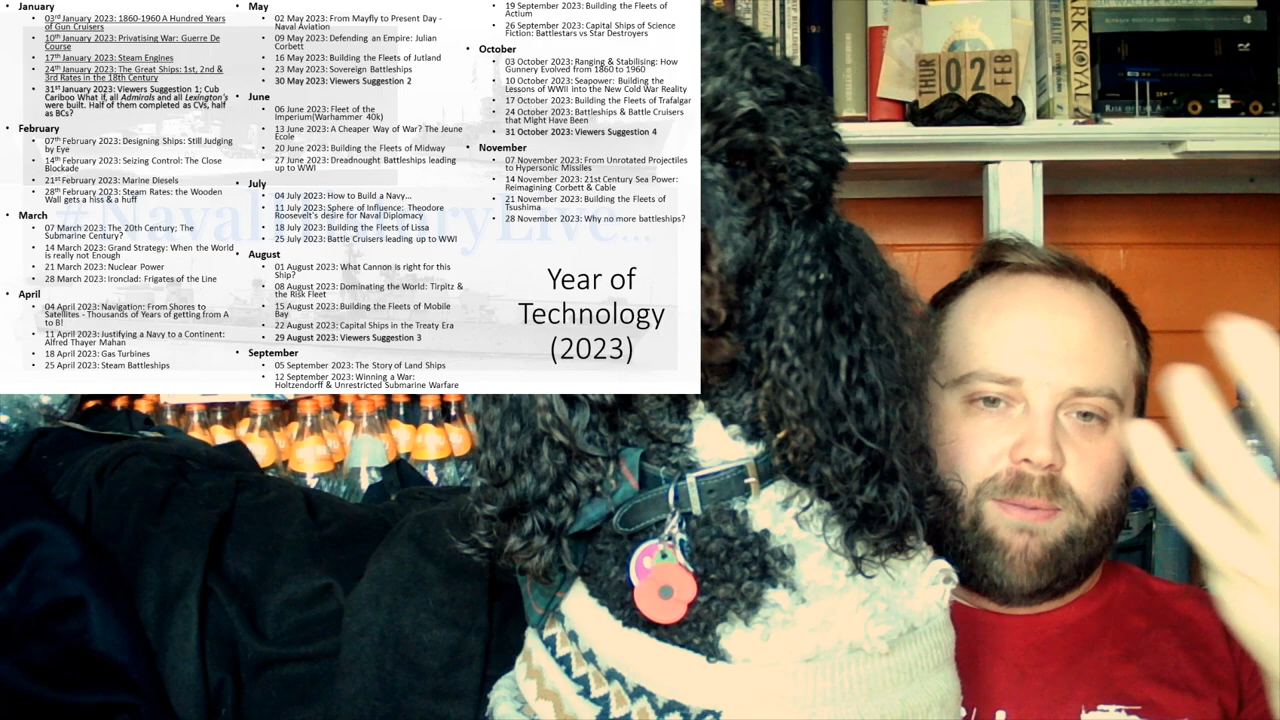 January
03rd January 2023: 1860-1960 A Hundred Years
of Gun Cruisers
10th January 2023: Privatising War: Guerre De
Course
17th January 2023: Steam Engines
24th January 2023: The Great Ships: 1st, 2nd &
3rd Rates in the 18th Century
31st January 2023: Viewers Suggestion 1; Cub
Cariboo What if, all Admirals and all Lexington's
were built. Half of them completed as CVs, half
as BCs?
February
07th February 2023: Designing Ships: Still Judging
by Eye
14th February 2023: Seizing Control: The Close
Blockade
21st February 2023: Marine Diesels
28th February 2023: Steam Rates: the Wooden
Wall gets a hiss & a huff
March
07 March 2023: The 20th Century; The
Submarine Century?
14 March 2023: Grand Strategy: When the World
is really not Enough
21 March 2023: Nuclear Power
28 March 2023: Ironclad: Frigates of the Line
April
04 April 2023: Navigation: From Shores to
Satellites - Thousands of Years of getting from A
to B!
11 April 2023: Justifying a Navy to a Continent:
Alfred Thayer Mahan
18 April 2023: Gas Turbines
25 April 2023: Steam Battleships
May
02 May 2023: From Mayfly to Present Day -
Naval Aviation
09 May 2023: Defending an Empire: Julian
Corbett
16 May 2023: Building the Fleets of Jutland
23 May 2023: Sovereign Battleships
30 May 2023: Viewers Suggestion 2
June
06 June 2023: Fleet of the
Imperium(Warhammer 40k)
13 June 2023: A Cheaper Way of War? The Jeune
Ecole
20 June 2023: Building the Fleets of Midway
27 June 2023: Dreadnought Battleships leading
up to WWI
July
04 July 2023: How to Build a Navy...
11 July 2023: Sphere of Influence: Theodore
Roosevelt's desire for Naval Diplomacy
18 July 2023: Building the Fleets of Lissa
25 July 2023: Battle Cruisers leading up to WWI
August
01 August 2023: What Cannon is right for this
Ship?
08 August 2023: Dominating the World: Tirpitz &
the Risk Fleet
15 August 2023: Building the Fleets of Mobile
Bay
22 August 2023: Capital Ships in the Treaty Era
29 August 2023: Viewers Suggestion 3
September
05 September 2023: The Story of Land Ships
12 September 2023: Winning a War:
Holtzendorff & Unrestricted Submarine Warfare
19 September 2023: Building the Fleets of
Actium
26 September 2023: Capital Ships of Science
Fiction: Battlestars vs Star Destroyers
October
03 October 2023: Ranging & Stabilising: How
Gunnery Evolved from 1860 to 1960
10 October 2023: Seapower: Building the
Lessons of WWII into the New Cold War Reality
17 October 2023: Building the Fleets of Trafalgar
24 October 2023: Battleships & Battle Cruisers
that Might Have Been
31 October 2023: Viewers Suggestion 4
November
07 November 2023: From Unrotated Projectiles
to Hypersonic Missiles
14 November 2023: 21st Century Sea Power:
Reimagining Corbett & Cable
21 November 2023: Building the Fleets of
Tsushima
28 November 2023: Why no more battleships?
Year of
Technology
(2023)
THUR 02 FEB
ARK ROYAL